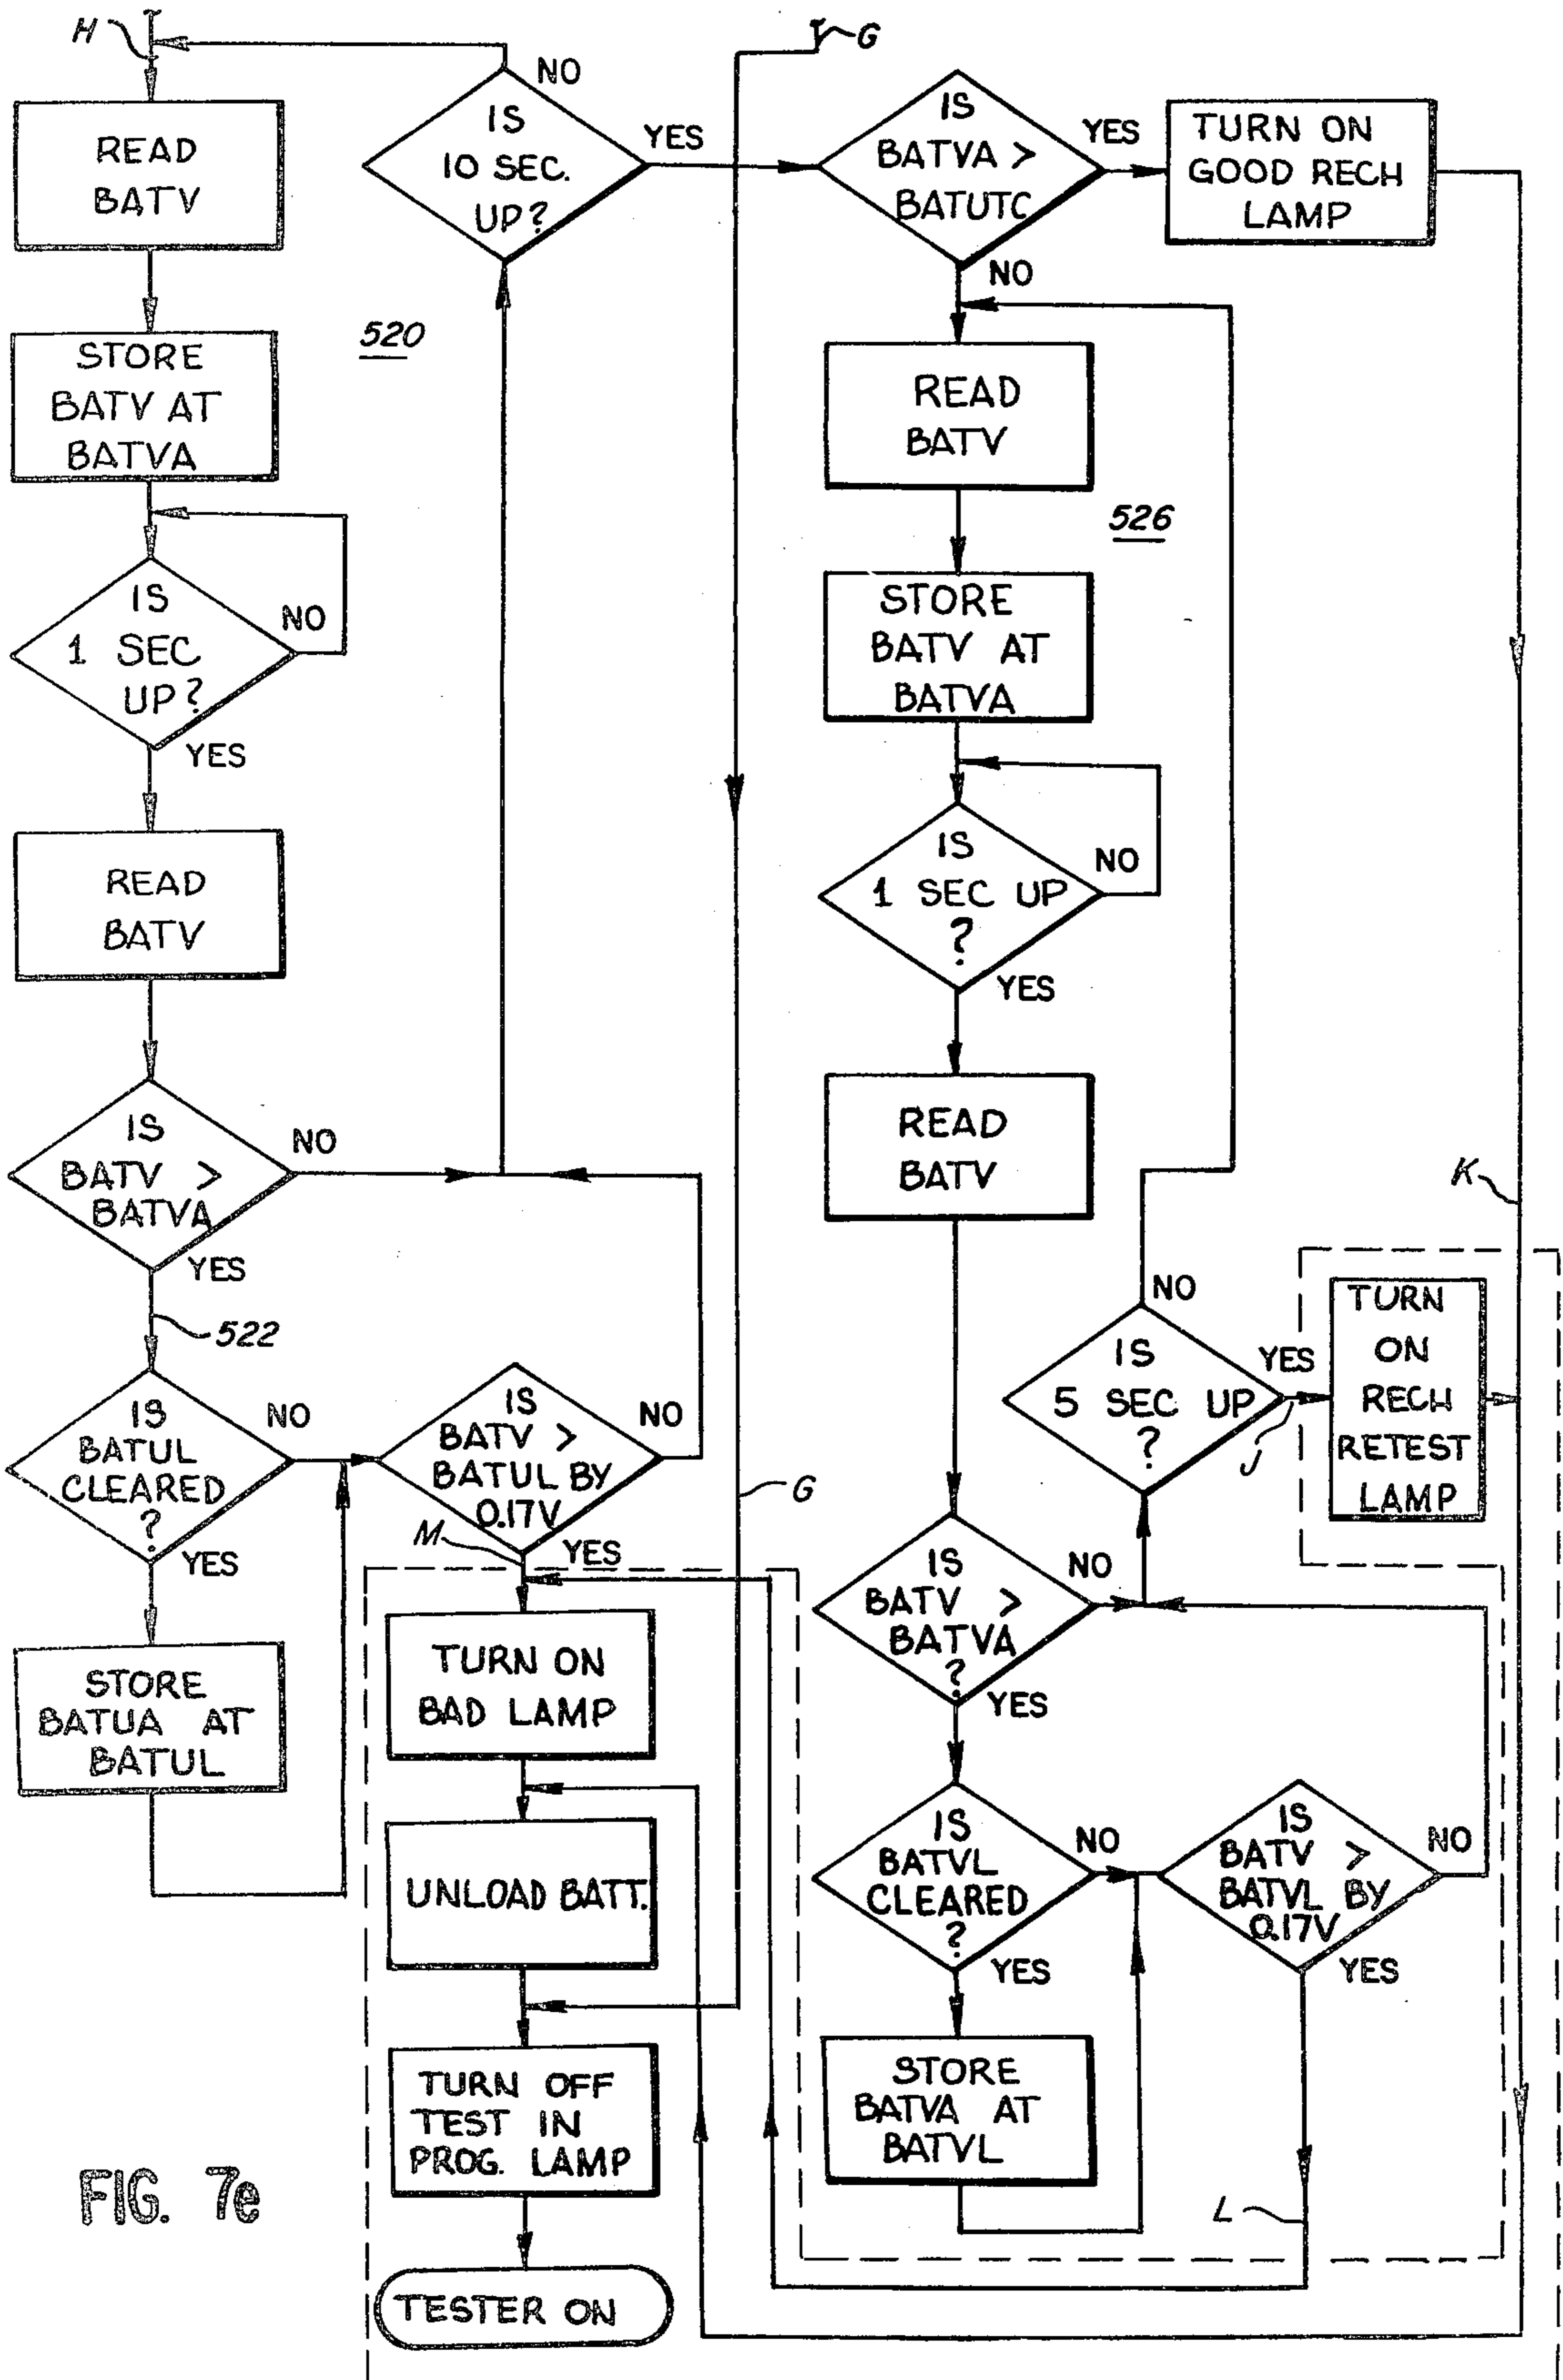 H
G
READ
BATV
STORE
BATV AT
BATVA
IS
1 SEC
UP?
NO
YES
READ
BATV
IS
BATV >
BATVA
NO
YES
522
IS
BATUL
CLEARED
?
NO
YES
STORE
BATUA AT
BATUL
520
IS
10 SEC.
UP?
NO
YES
IS
BATV >
BATUL BY
0.17V
NO
YES
M
G
TURN ON
BAD LAMP
UNLOAD BATT.
TURN OFF
TEST IN
PROG. LAMP
TESTER ON
IS
BATVA >
BATUTC
YES
NO
TURN ON
GOOD RECH
LAMP
READ
BATV
526
STORE
BATV AT
BATVA
IS
1 SEC UP
?
NO
YES
READ
BATV
K
IS
5 SEC UP
?
NO
YES
J
TURN
ON
RECH
RETEST
LAMP
IS
BATV >
BATVA
?
NO
YES
IS
BATVL
CLEARED
?
NO
YES
IS
BATV >
BATVL BY
0.17V
NO
YES
STORE
BATVA AT
BATVL
L
FIG. 7e